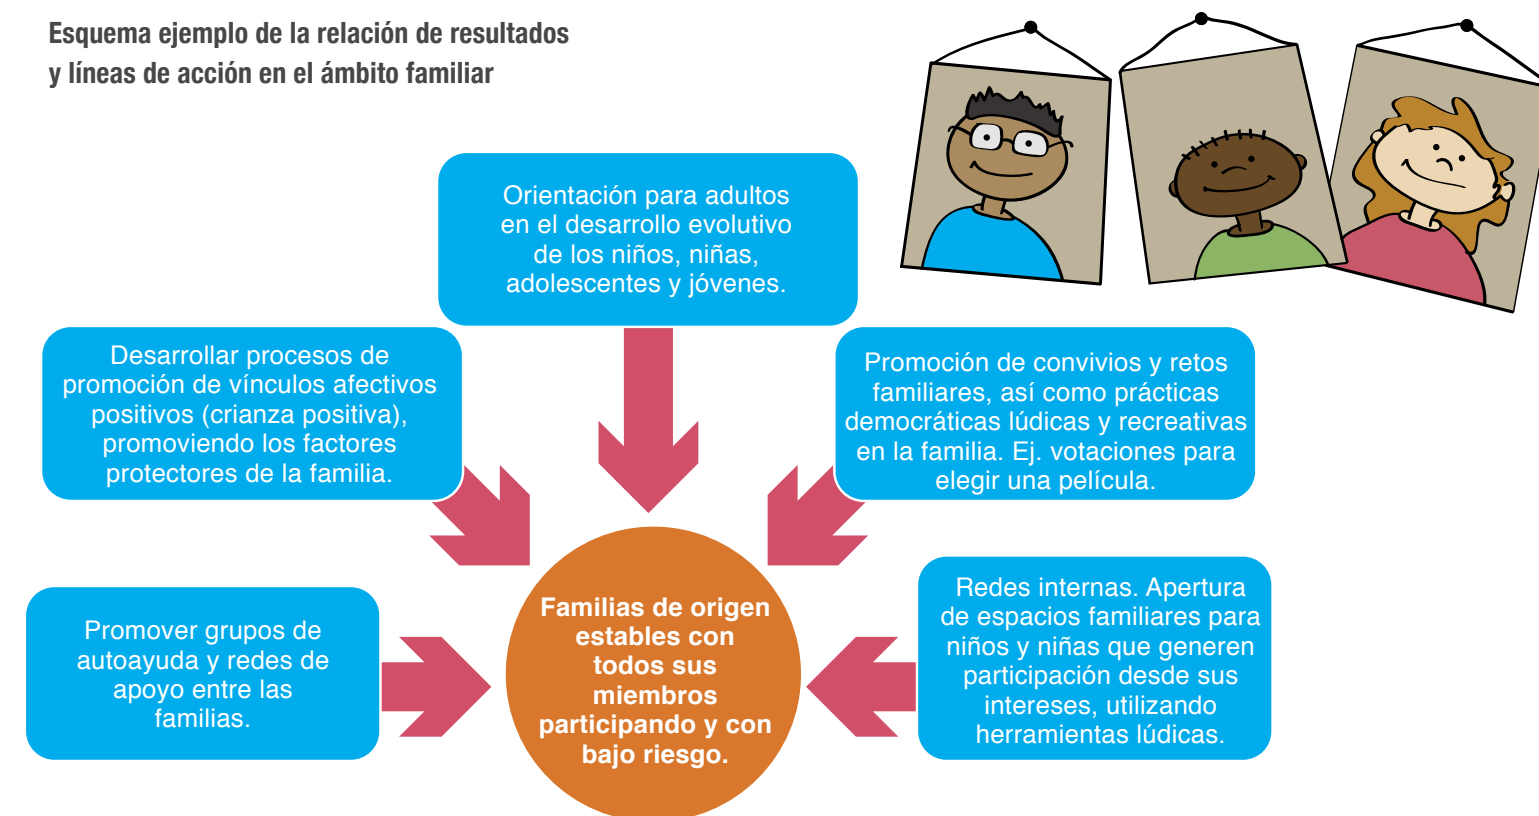 Esquema ejemplo de la relación de resultados
y líneas de acción en el ámbito familiar
Orientación para adultos
en el desarrollo evolutivo
de los niños, niñas,
adolescentes y jóvenes.
Desarrollar procesos de
promoción de vínculos afectivos
positivos (crianza positiva),
promoviendo los factores
protectores de la familia.
Promoción de convivios y retos
familiares, así como prácticas
democráticas lúdicas y recreativas
en la familia. Ej. votaciones para
elegir una película.
Promover grupos de
autoayuda y redes de
apoyo entre las
familias.
Familias de origen
estables con
todos sus
miembros
participando y con
bajo riesgo.
Redes internas. Apertura
de espacios familiares para
niños y niñas que generen
participación desde sus
intereses, utilizando
herramientas lúdicas.